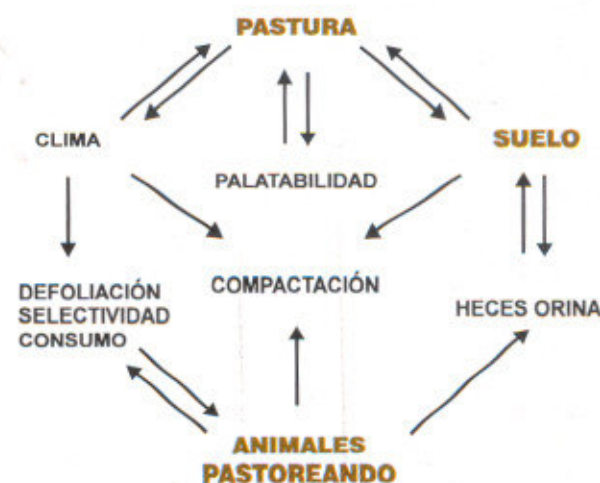 PASTURA
CLIMA
SUELO
PALATABILIDAD
DEFOLIACIÓN
SELECTIVIDAD
CONSUMO
COMPACTACIÓN
HECES ORINA
ANIMALES
PASTOREANDO